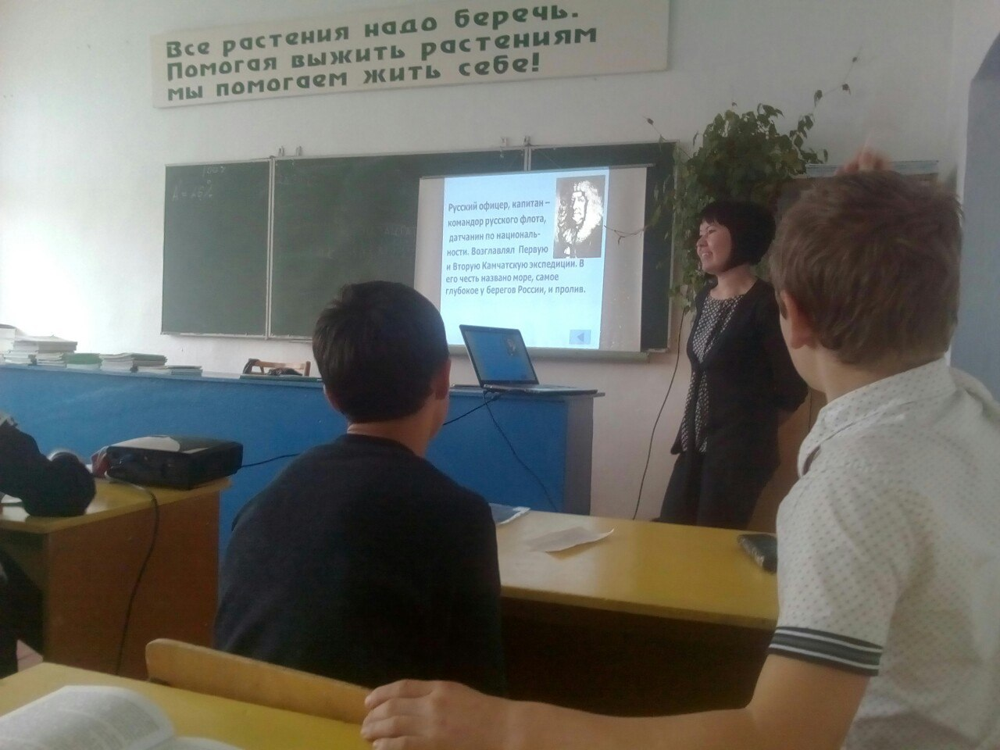 Все растения надо беречь.
Помогая выжить растениям
мы помогаем жить себе!
Русский офицер, капитан –
командор русского флота,
датчанин по националь-
ности. Возглавлял Первую
и Вторую Камчатскую экспедиции. В
его честь названо море, самое
глубокое у берегов России, и пролив.